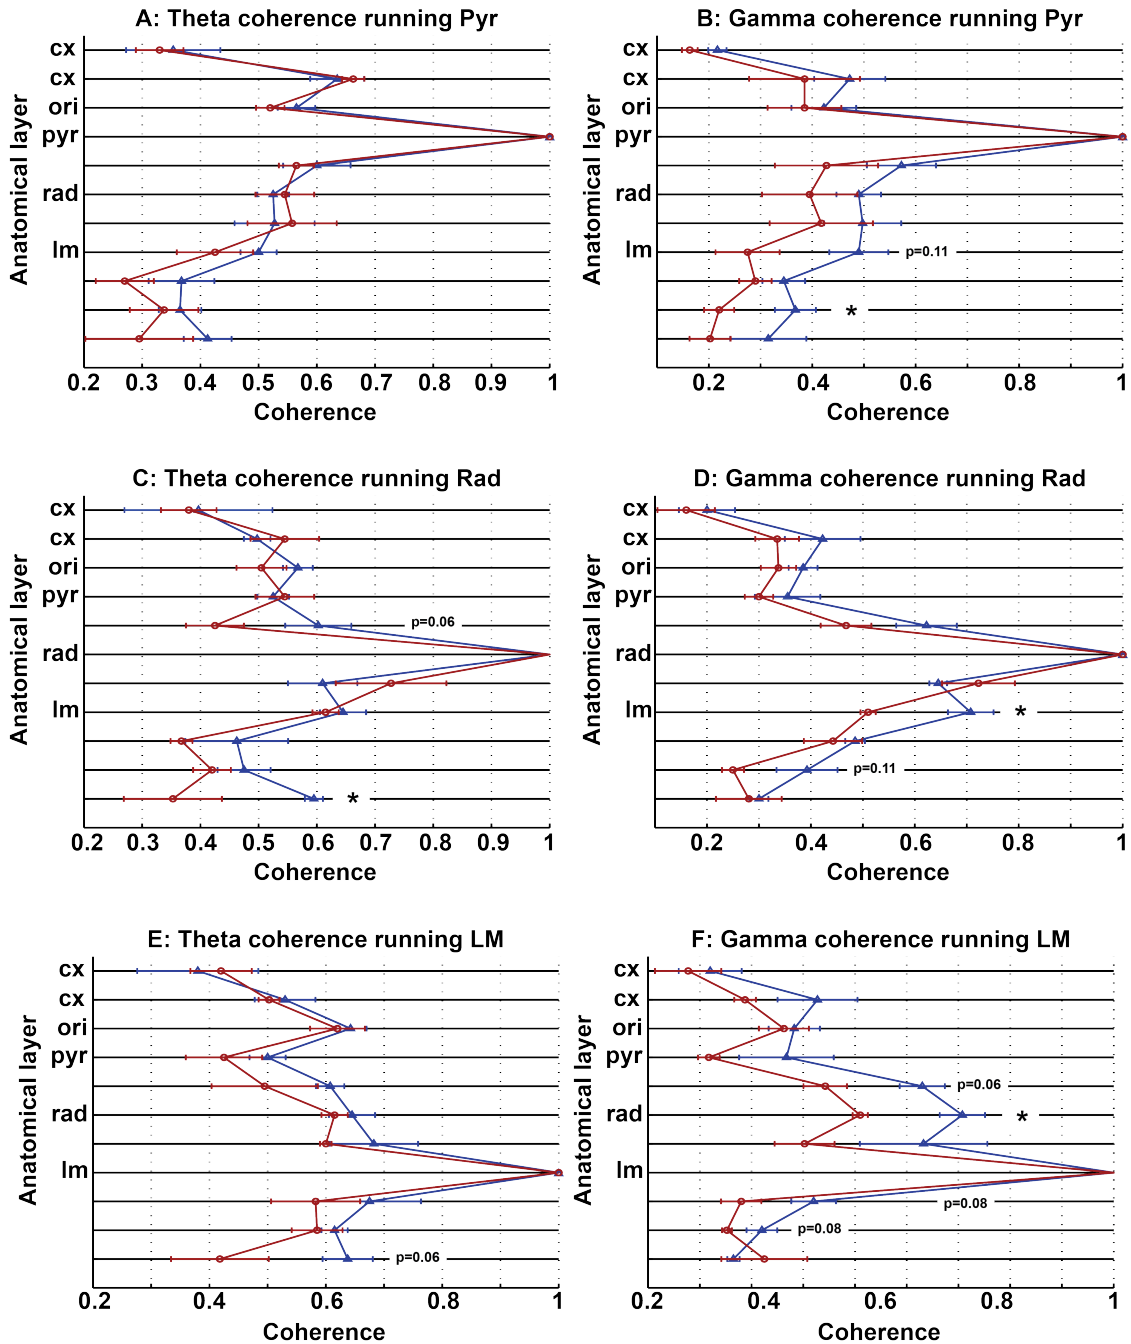 A: Theta coherence running Pyr
cx
cx
ori
pyr
rad
lm
Anatomical layer
0.2 0.3 0.4 0.5 0.6 0.7 0.8 0.9 1
Coherence
B: Gamma coherence running Pyr
cx
cx
ori
pyr
rad
lm
Anatomical layer
p=0.11
*
0.2 0.4 0.6 0.8 1
Coherence
C: Theta coherence running Rad
cx
cx
ori
pyr
rad
lm
Anatomical layer
p=0.06
*
0.2 0.3 0.4 0.5 0.6 0.7 0.8 0.9 1
Coherence
D: Gamma coherence running Rad
cx
cx
ori
pyr
rad
lm
Anatomical layer
*
p=0.11
0.2 0.4 0.6 0.8 1
Coherence
E: Theta coherence running LM
cx
cx
ori
pyr
rad
lm
Anatomical layer
p=0.06
0.2 0.4 0.6 0.8 1
Coherence
F: Gamma coherence running LM
cx
cx
ori
pyr
rad
lm
Anatomical layer
p=0.06
*
p=0.08
p=0.08
0.2 0.4 0.6 0.8 1
Coherence